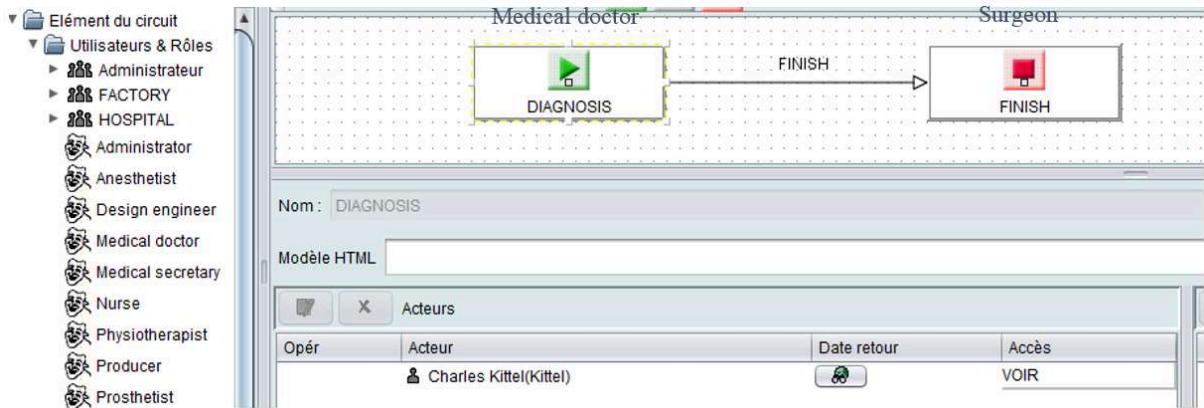 Elément du circuit
Utilisateurs & Rôles
Administrateur
FACTORY
HOSPITAL
Administrator
Anesthetist
Design engineer
Medical doctor
Medical secretary
Nurse
Physiotherapist
Producer
Prosthetist
Medical doctor
Surgeon
FINISH
DIAGNOSIS
FINISH
Nom : DIAGNOSIS
Modèle HTML
Acteurs
Opér Acteur Date retour Accès
Charles Kittel(Kittel) VOIR